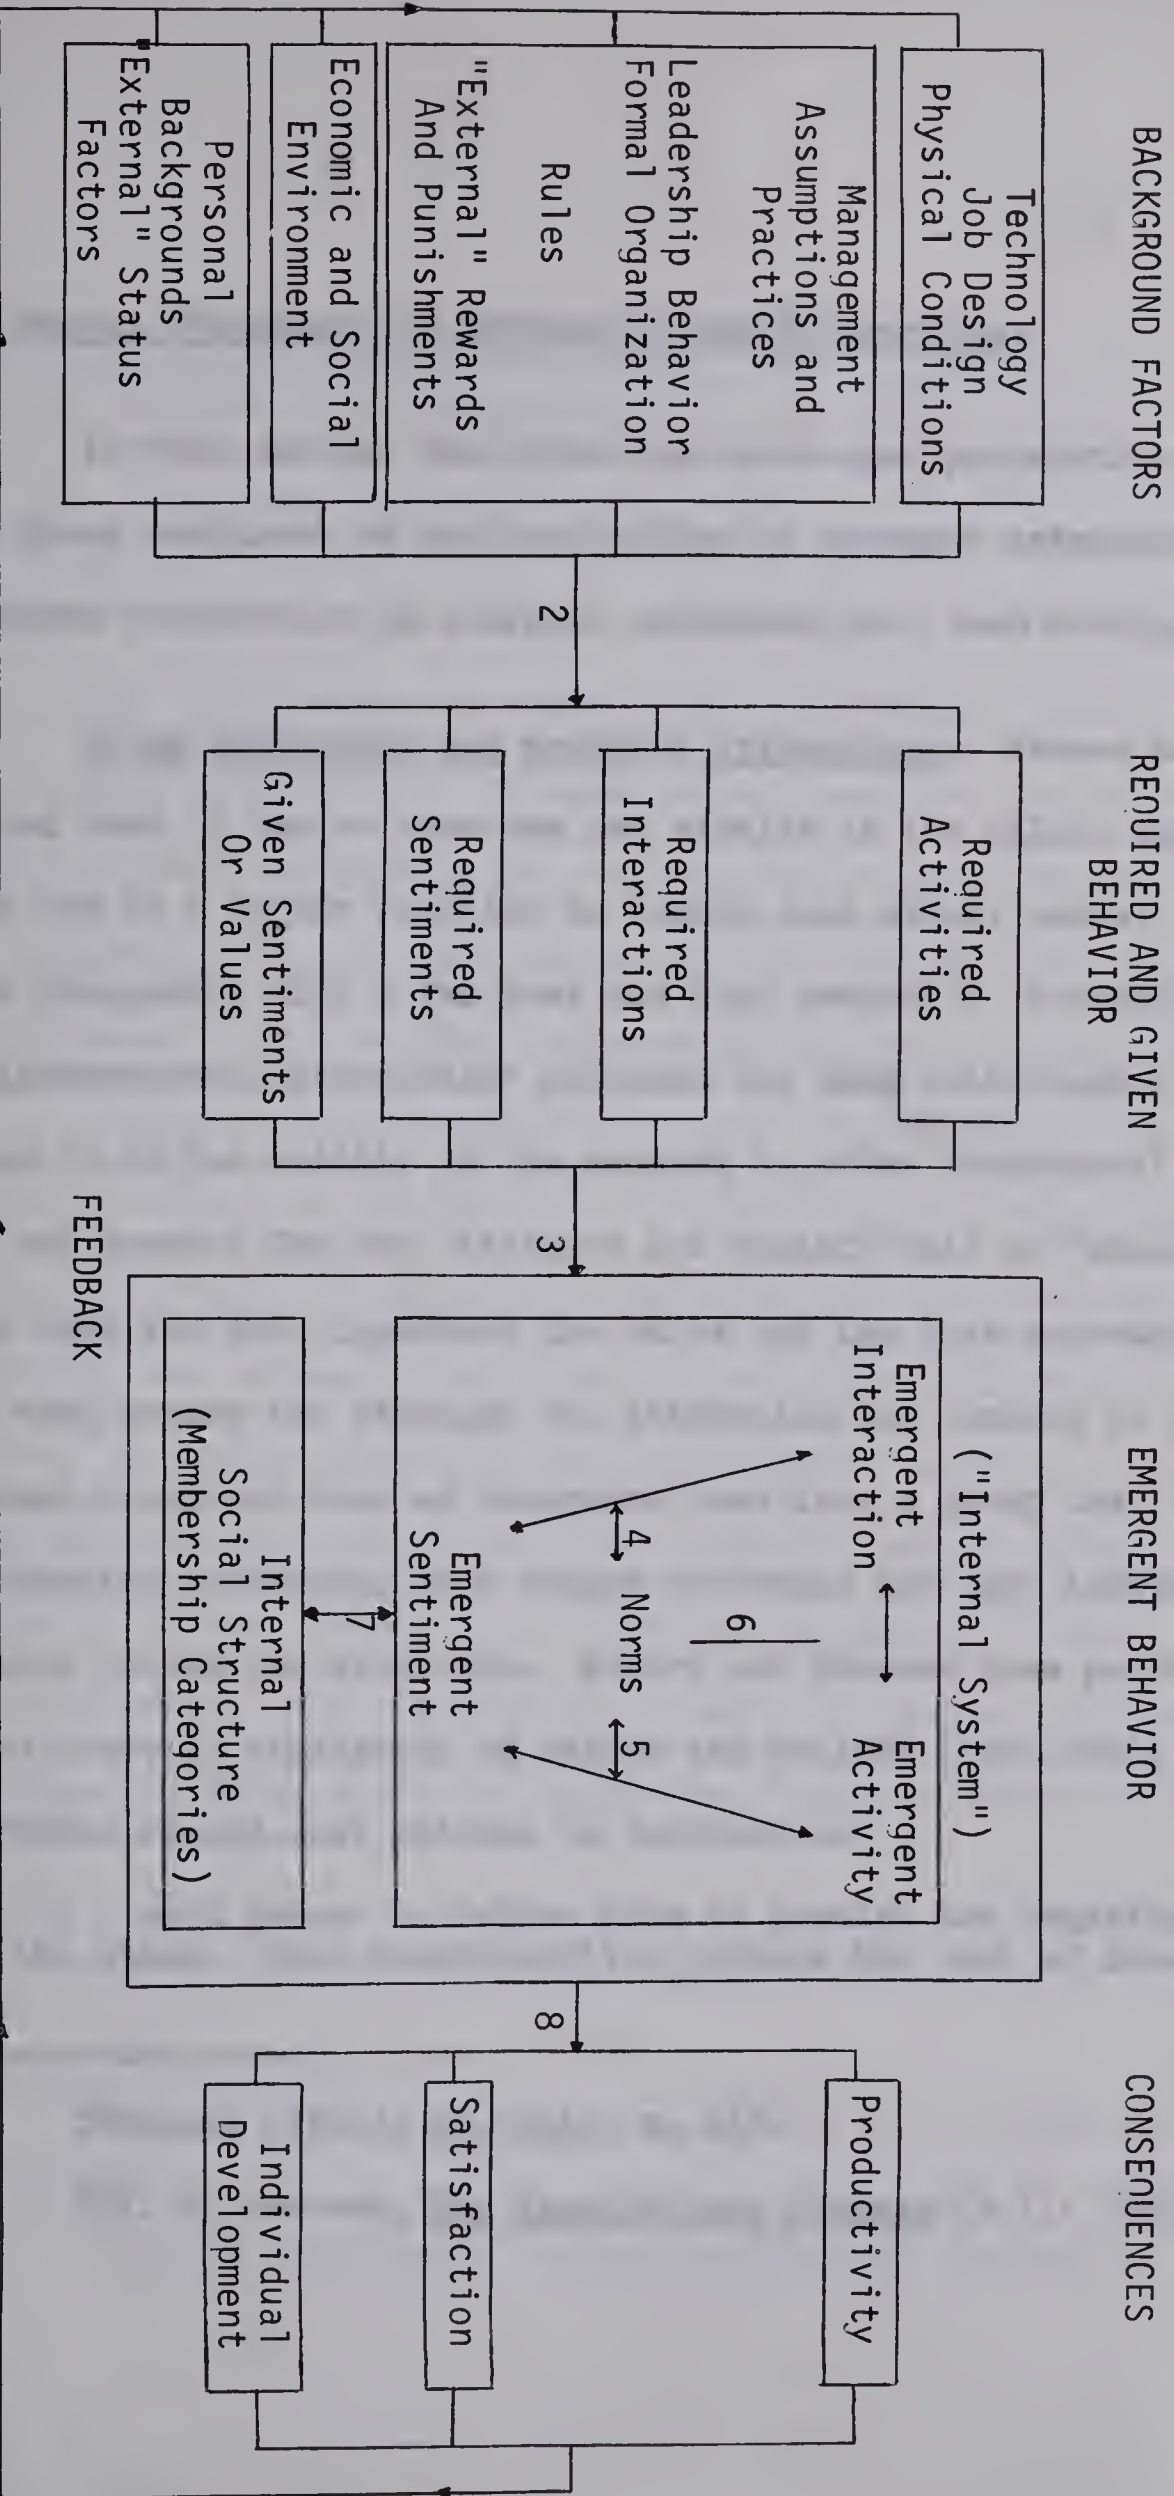 BACKGROUND FACTORS
Technology
Job Design
Physical Conditions
Management
Assumptions and
Practices
Leadership Behavior
Formal Organization
Rules
"External" Rewards
And Punishments
Economic and Social
Environment
Personal
Backgrounds
"External" Status
Factors
2
REQUIRED AND GIVEN
BEHAVIOR
Required
Activities
Required
Interactions
Required
Sentiments
Given Sentiments
Or Values
3
EMERGENT BEHAVIOR
("Internal System")
Emergent
Interaction
Emergent
Activity
6
4 Norms 5
Emergent
Sentiment
7
Internal
Social Structure
(Membership Categories)
FEEDBACK
8
CONSEQUENCES
Productivity
Satisfaction
Individual
Development